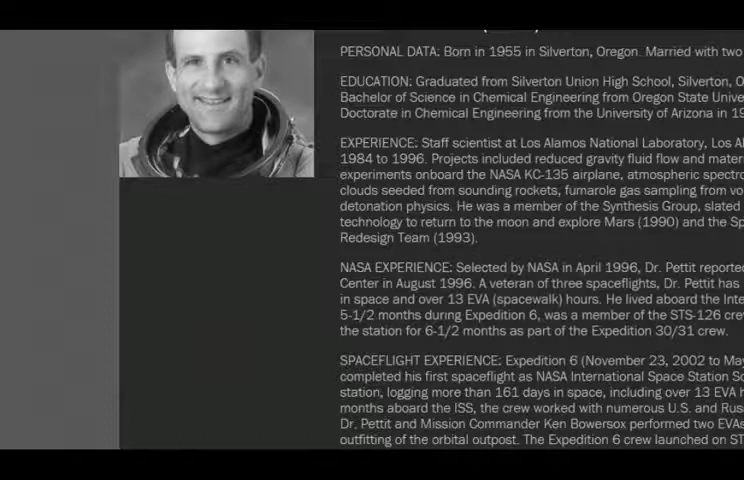 PERSONAL DATA: Born in 1955 in Silverton, Oregon. Married with two
EDUCATION: Graduated from Silverton Union High School, Silverton, O
Bachelor of Science in Chemical Engineering from Oregon State Unive
Doctorate in Chemical Engineering from the University of Arizona in 19
EXPERIENCE: Staff scientist at Los Alamos National Laboratory, Los Al
1984 to 1996. Projects included reduced gravity fluid flow and mater
experiments onboard the NASA KC-135 airplane, atmospheric spectro
clouds seeded from sounding rockets, fumarole gas sampling from vo
detonation physics. He was a member of the Synthesis Group, slated
technology to return to the moon and explore Mars (1990) and the Sp
Redesign Team (1993).
NASA EXPERIENCE: Selected by NASA in April 1996, Dr. Pettit reported
Center in August 1996. A veteran of three spaceflights, Dr. Pettit has
in space and over 13 EVA (spacewalk) hours. He lived aboard the Inte
5-1/2 months during Expedition 6, was a member of the STS-126 crew
the station for 6-1/2 months as part of the Expedition 30/31 crew.
SPACEFLIGHT EXPERIENCE: Expedition 6 (November 23, 2002 to May
completed his first spaceflight as NASA International Space Station Sc
station, logging more than 161 days in space, including over 13 EVA h
months aboard the ISS, the crew worked with numerous U.S. and Rus
Dr. Pettit and Mission Commander Ken Bowersox performed two EVAs
outfitting of the orbital outpost. The Expedition 6 crew launched on ST